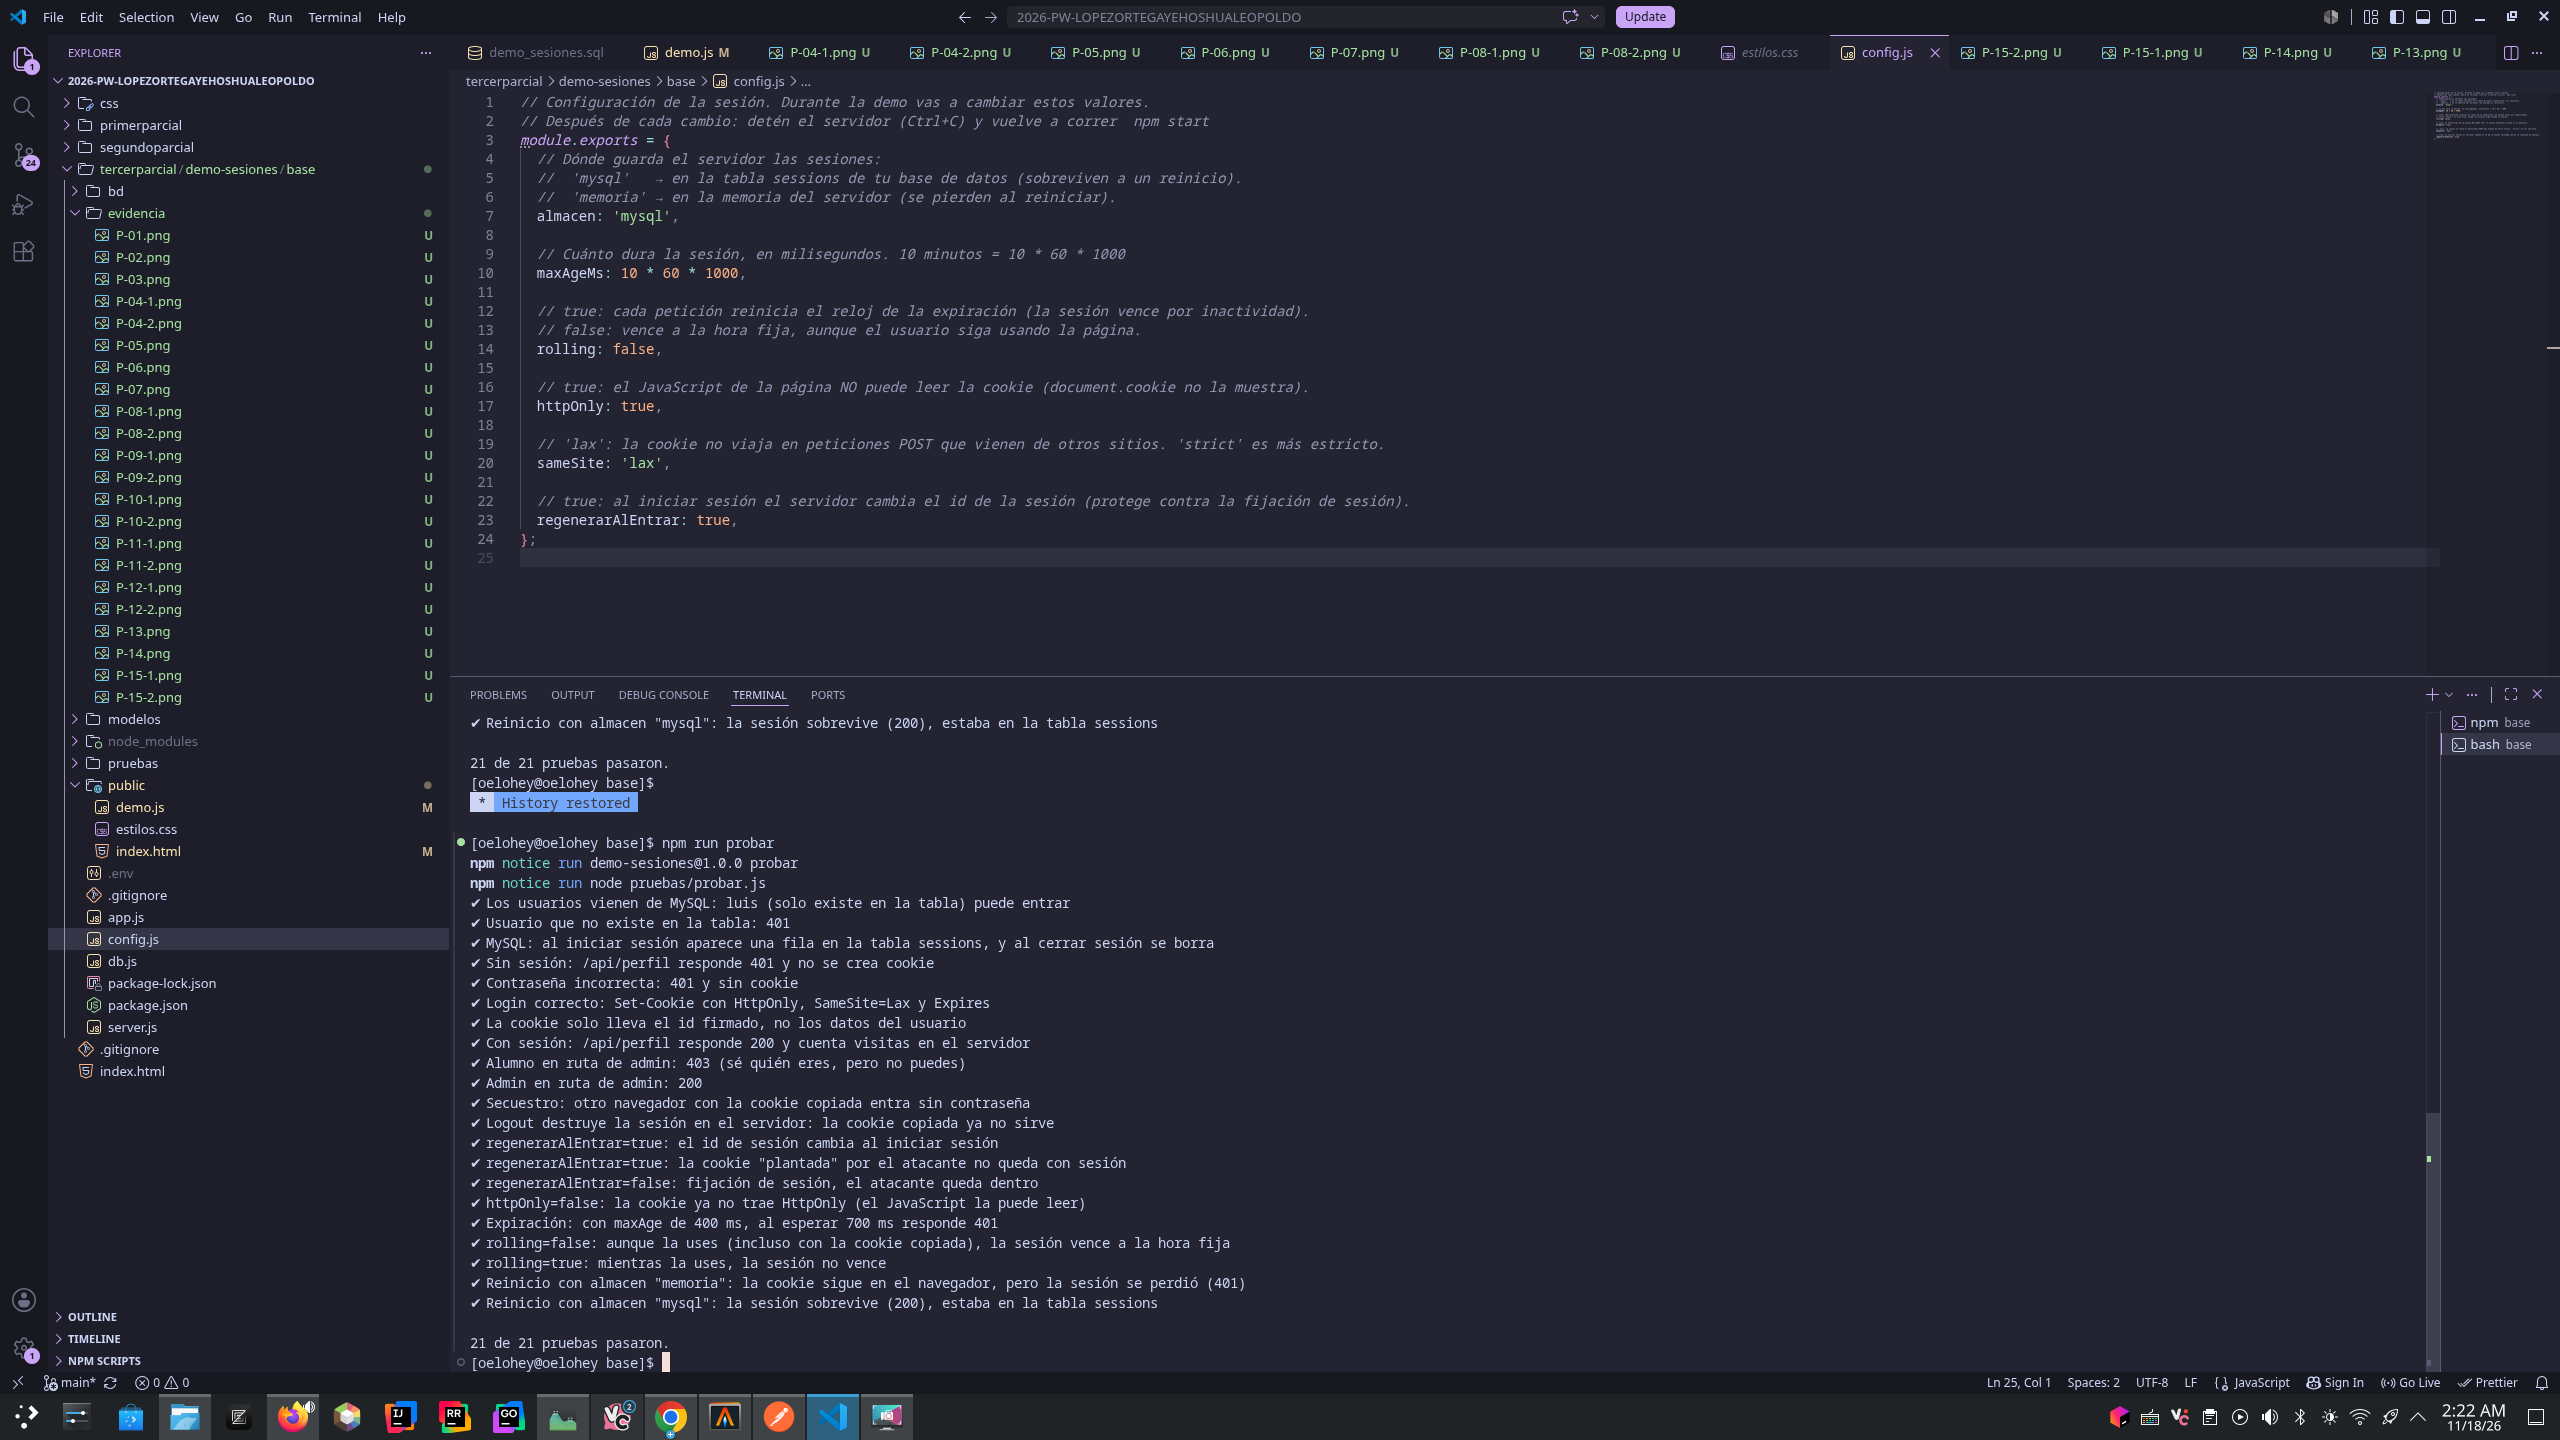 File Edit Selection View Go Run Terminal Help
2026-PW-LOPEZORTEGAYEHOSHUALEOPOLDO
Update
EXPLORER
2026-PW-LOPEZORTEGAYEHOSHUALEOPOLDO
css
primerparcial
segundoparcial
tercerparcial / demo-sesiones / base
bd
evidencia
P-01.png U
P-02.png U
P-03.png U
P-04-1.png U
P-04-2.png U
P-05.png U
P-06.png U
P-07.png U
P-08-1.png U
P-08-2.png U
P-09-1.png U
P-09-2.png U
P-10-1.png U
P-10-2.png U
P-11-1.png U
P-11-2.png U
P-12-1.png U
P-12-2.png U
P-13.png U
P-14.png U
P-15-1.png U
P-15-2.png U
modelos
node_modules
pruebas
public
demo.js M
estilos.css
index.html M
.env
.gitignore
app.js
config.js
db.js
package-lock.json
package.json
server.js
.gitignore
index.html
OUTLINE
TIMELINE
NPM SCRIPTS
1
24
1
demo_sesiones.sql demo.js M P-04-1.png U P-04-2.png U P-05.png U P-06.png U P-07.png U P-08-1.png U P-08-2.png U estilos.css config.js P-15-2.png U P-15-1.png U P-14.png U P-13.png U
tercerparcial > demo-sesiones > base > config.js > ...
1 // Configuración de la sesión. Durante la demo vas a cambiar estos valores.
2 // Después de cada cambio: detén el servidor (Ctrl+C) y vuelve a correr  npm start
3 module.exports = {
4 // Dónde guarda el servidor las sesiones:
5 //  'mysql'   → en la tabla sessions de tu base de datos (sobreviven a un reinicio).
6 //  'memoria' → en la memoria del servidor (se pierden al reiniciar).
7 almacen: 'mysql',
8
9 // Cuánto dura la sesión, en milisegundos. 10 minutos = 10 * 60 * 1000
10 maxAgeMs: 10 * 60 * 1000,
11
12 // true: cada petición reinicia el reloj de la expiración (la sesión vence por inactividad).
13 // false: vence a la hora fija, aunque el usuario siga usando la página.
14 rolling: false,
15
16 // true: el JavaScript de la página NO puede leer la cookie (document.cookie no la muestra).
17 httpOnly: true,
18
19 // 'lax': la cookie no viaja en peticiones POST que vienen de otros sitios. 'strict' es más estricto.
20 sameSite: 'lax',
21
22 // true: al iniciar sesión el servidor cambia el id de la sesión (protege contra la fijación de sesión).
23 regenerarAlEntrar: true,
24 };
25
PROBLEMS OUTPUT DEBUG CONSOLE TERMINAL PORTS
npm base
bash base
✔ Reinicio con almacen "mysql": la sesión sobrevive (200), estaba en la tabla sessions
21 de 21 pruebas pasaron.
[oelohey@oelohey base]$
* History restored
[oelohey@oelohey base]$ npm run probar
npm notice run demo-sesiones@1.0.0 probar
npm notice run node pruebas/probar.js
✔ Los usuarios vienen de MySQL: luis (solo existe en la tabla) puede entrar
✔ Usuario que no existe en la tabla: 401
✔ MySQL: al iniciar sesión aparece una fila en la tabla sessions, y al cerrar sesión se borra
✔ Sin sesión: /api/perfil responde 401 y no se crea cookie
✔ Contraseña incorrecta: 401 y sin cookie
✔ Login correcto: Set-Cookie con HttpOnly, SameSite=Lax y Expires
✔ La cookie solo lleva el id firmado, no los datos del usuario
✔ Con sesión: /api/perfil responde 200 y cuenta visitas en el servidor
✔ Alumno en ruta de admin: 403 (sé quién eres, pero no puedes)
✔ Admin en ruta de admin: 200
✔ Secuestro: otro navegador con la cookie copiada entra sin contraseña
✔ Logout destruye la sesión en el servidor: la cookie copiada ya no sirve
✔ regenerarAlEntrar=true: el id de sesión cambia al iniciar sesión
✔ regenerarAlEntrar=true: la cookie "plantada" por el atacante no queda con sesión
✔ regenerarAlEntrar=false: fijación de sesión, el atacante queda dentro
✔ httpOnly=false: la cookie ya no trae HttpOnly (el JavaScript la puede leer)
✔ Expiración: con maxAge de 400 ms, al esperar 700 ms responde 401
✔ rolling=false: aunque la uses (incluso con la cookie copiada), la sesión vence a la hora fija
✔ rolling=true: mientras la uses, la sesión no vence
✔ Reinicio con almacen "memoria": la cookie sigue en el navegador, pero la sesión se perdió (401)
✔ Reinicio con almacen "mysql": la sesión sobrevive (200), estaba en la tabla sessions
21 de 21 pruebas pasaron.
[oelohey@oelohey base]$
main* 0 0 Ln 25, Col 1 Spaces: 2 UTF-8 LF JavaScript Sign In Go Live Prettier
IJ RR GO 2
2:22 AM
11/18/26